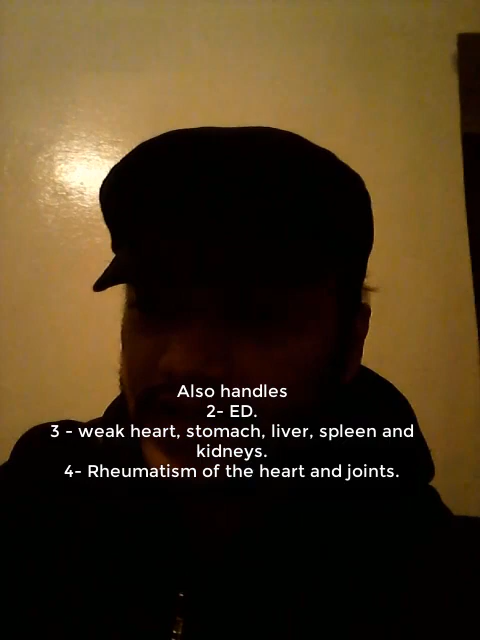 Also handles
2- ED.
3 - weak heart, stomach, liver, spleen and
kidneys.
4- Rheumatism of the heart and joints.